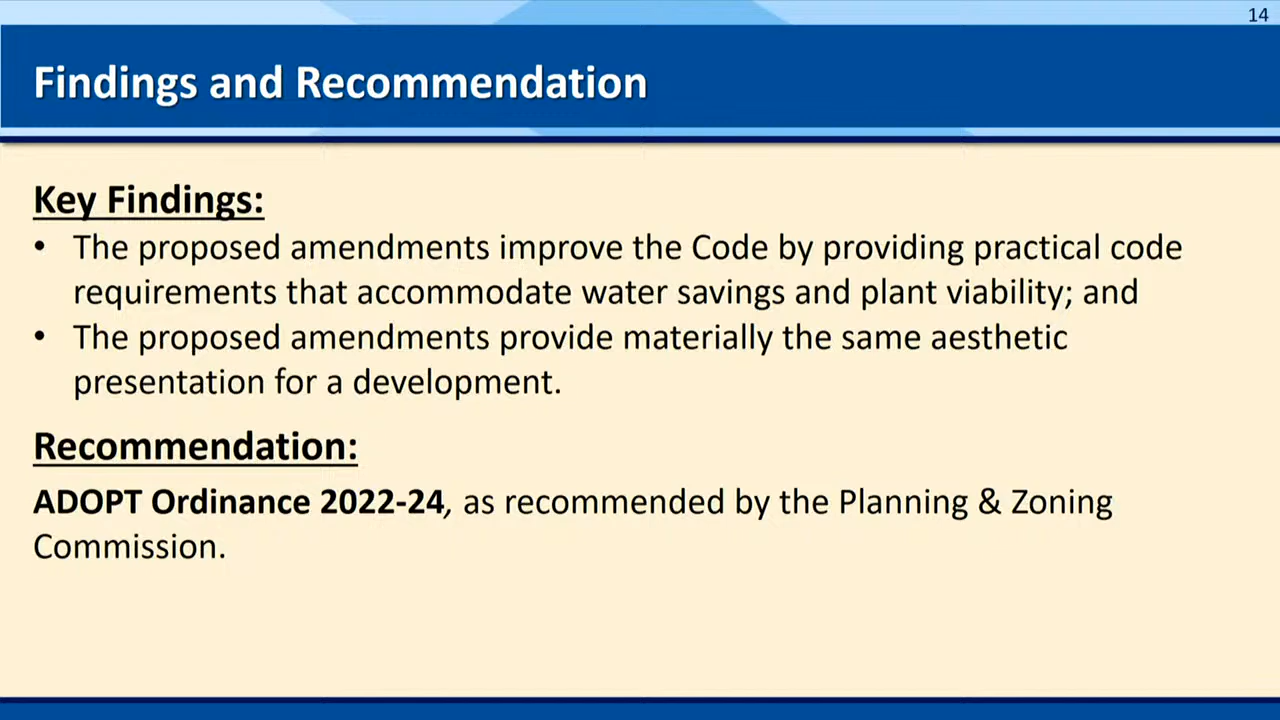 14
Findings and Recommendation
Key Findings:
• The proposed amendments improve the Code by providing practical code
requirements that accommodate water savings and plant viability; and
• The proposed amendments provide materially the same aesthetic
presentation for a development.
Recommendation:
ADOPT Ordinance 2022-24, as recommended by the Planning & Zoning
Commission.